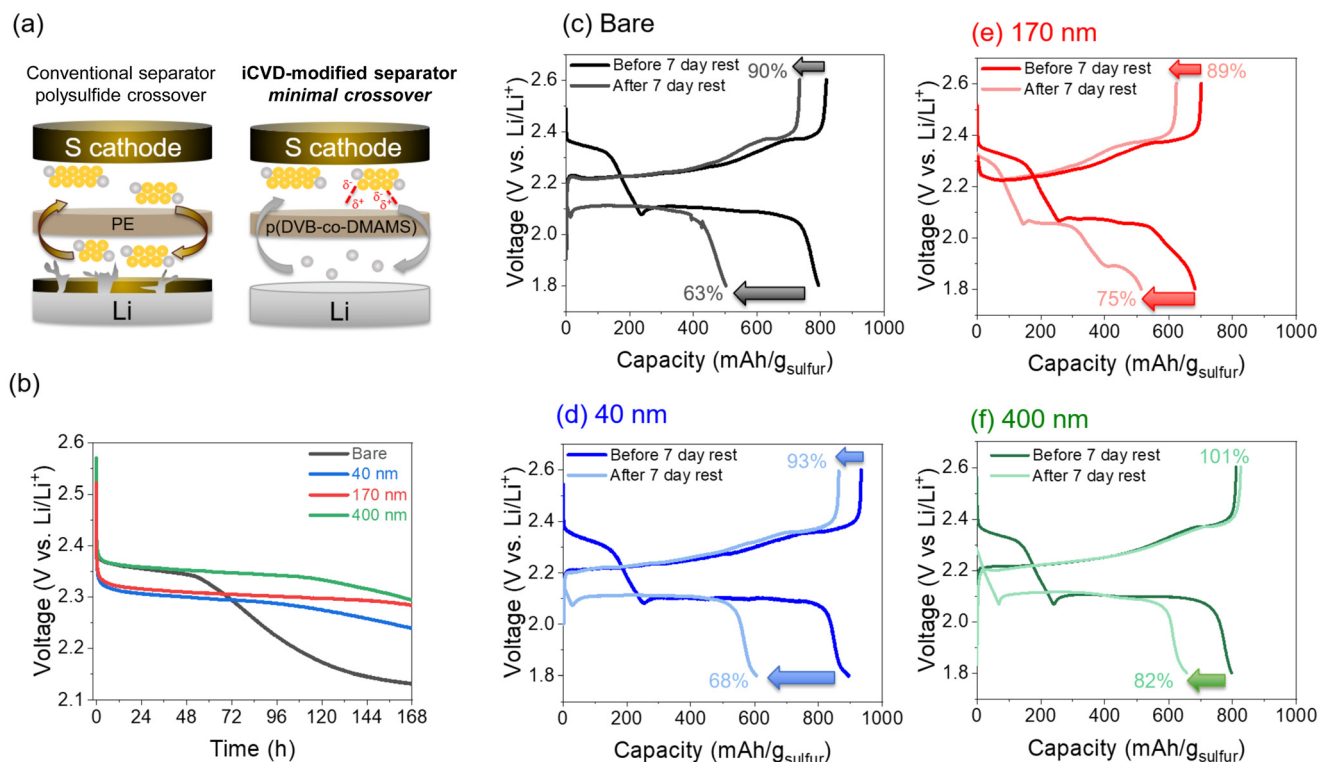 (a)
Conventional separator
polysulfide crossover
iCVD-modified separator
minimal crossover
S cathode
S cathode
δ-
δ+
δ-
δ+
PE
p(DVB-co-DMAMS)
Li
Li
(b)
2.6
2.5
2.4
2.3
2.2
2.1
Voltage (V vs. Li/Li+)
Bare
40 nm
170 nm
400 nm
0 24 48 72 96 120 144 168
Time (h)
(c) Bare
Before 7 day rest
After 7 day rest
90%
63%
2.6
2.4
2.2
2.0
1.8
Voltage (V vs. Li/Li+)
0 200 400 600 800 1000
Capacity (mAh/gsulfur)
(e) 170 nm
Before 7 day rest
After 7 day rest
89%
75%
2.6
2.4
2.2
2.0
1.8
Voltage (V vs. Li/Li+)
0 200 400 600 800 1000
Capacity (mAh/gsulfur)
(d) 40 nm
Before 7 day rest
After 7 day rest
93%
68%
2.6
2.4
2.2
2.0
1.8
Voltage (V vs. Li/Li+)
0 200 400 600 800 1000
Capacity (mAh/gsulfur)
(f) 400 nm
Before 7 day rest
After 7 day rest
101%
82%
2.6
2.4
2.2
2.0
1.8
Voltage (V vs Li/Li+)
0 200 400 600 800 1000
Capacity (mAh/gsulfur)